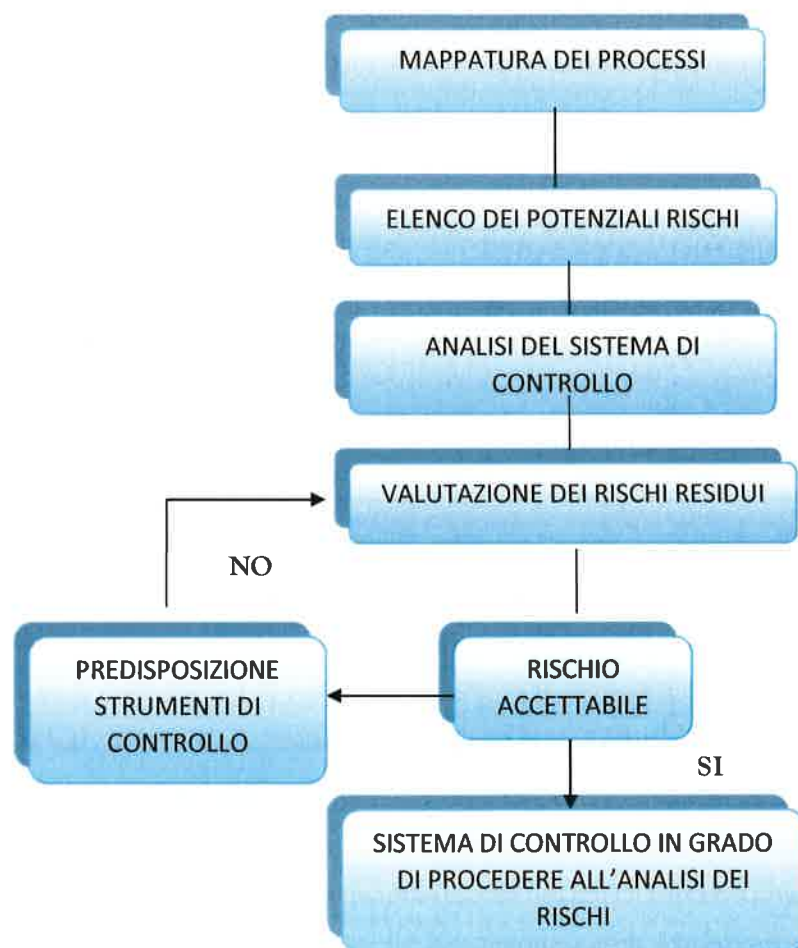 MAPPATURA DEI PROCESSI
ELENCO DEI POTENZIALI RISCHI
ANALISI DEL SISTEMA DI
CONTROLLO
VALUTAZIONE DEI RISCHI RESIDUI
NO
PREDISPOSIZIONE
STRUMENTI DI
CONTROLLO
RISCHIO
ACCETTABILE
SI
SISTEMA DI CONTROLLO IN GRADO
DI PROCEDERE ALL'ANALISI DEI
RISCHI